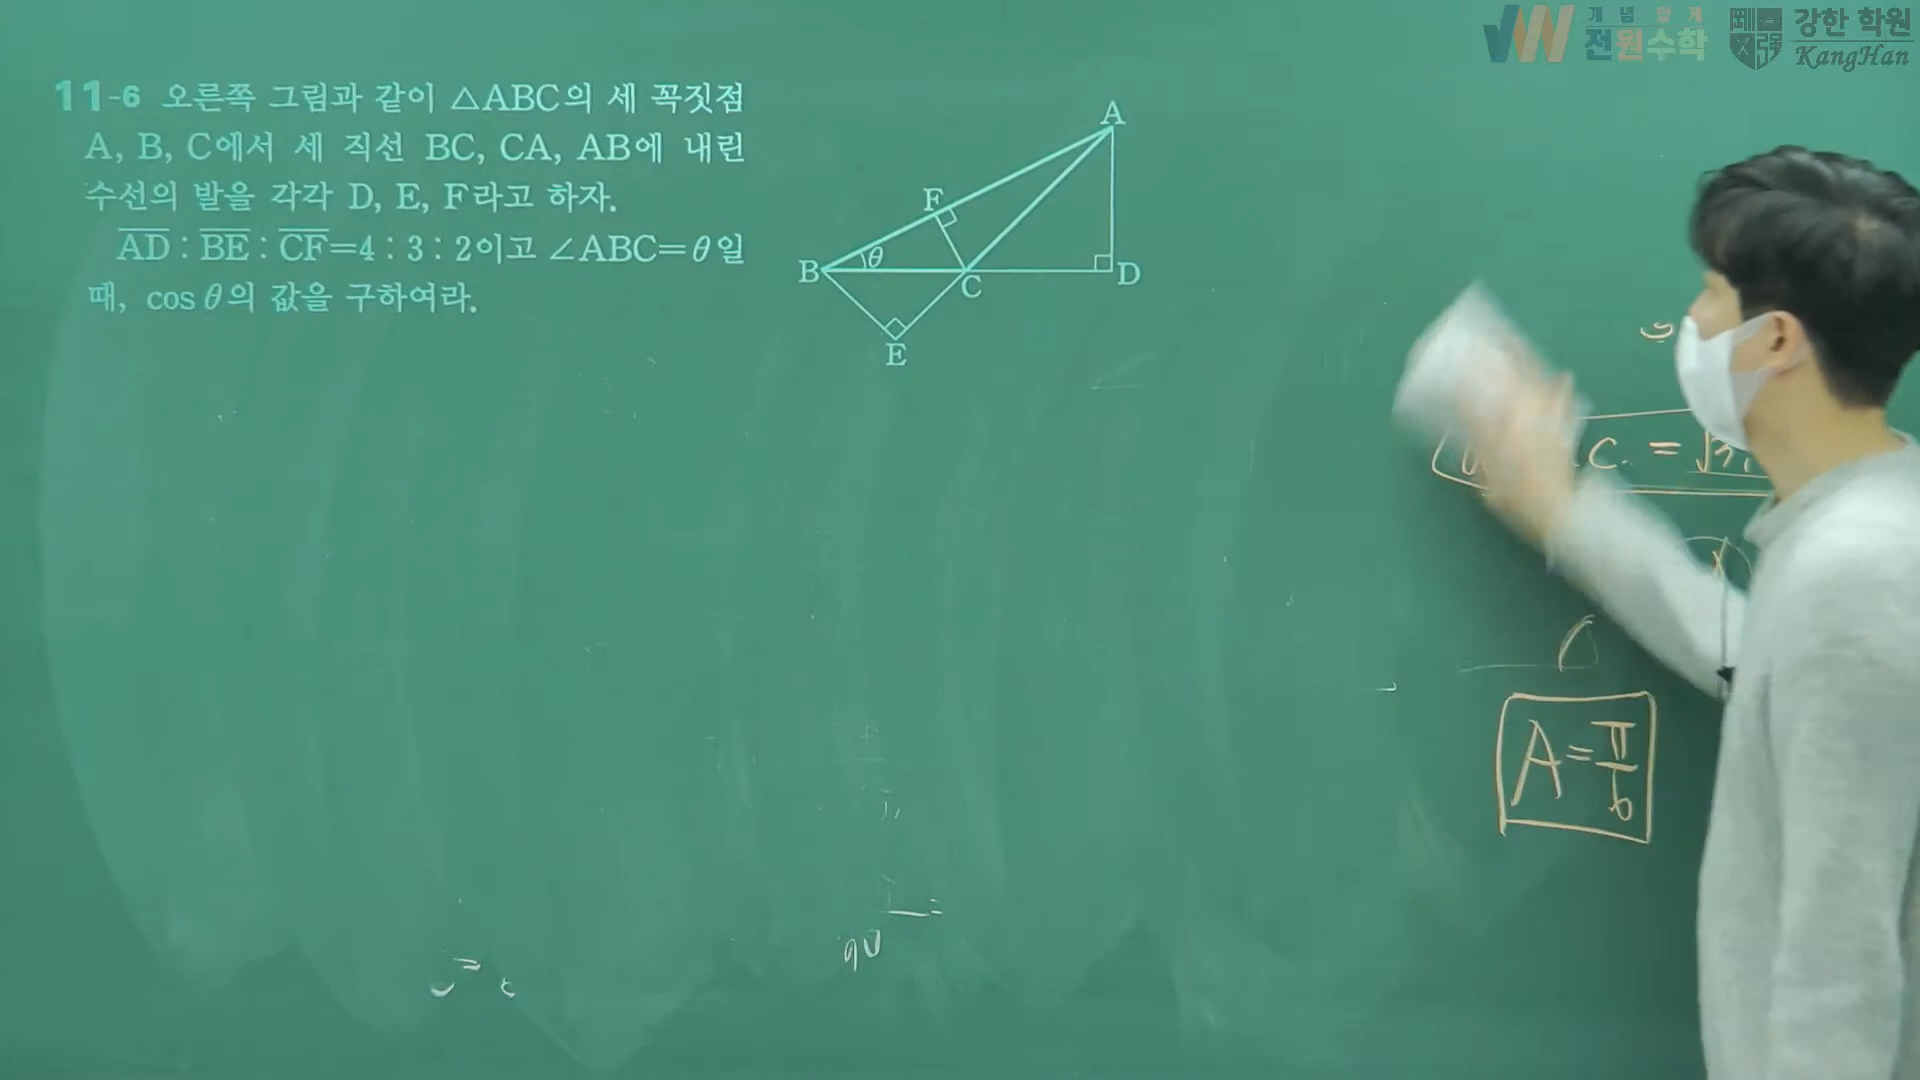 개념 맞게
전원수학
강한 학원
KangHan
11-6 오른쪽 그림과 같이 △ABC의 세 꼭짓점
A, B, C에서 세 직선 BC, CA, AB에 내린
수선의 발을 각각 D, E, F라고 하자.
AD : BE : CF=4 : 3 : 2이고 ∠ABC=θ일
때, cos θ의 값을 구하여라.
A
F
B θ C D
E
C =
A = π/6
90